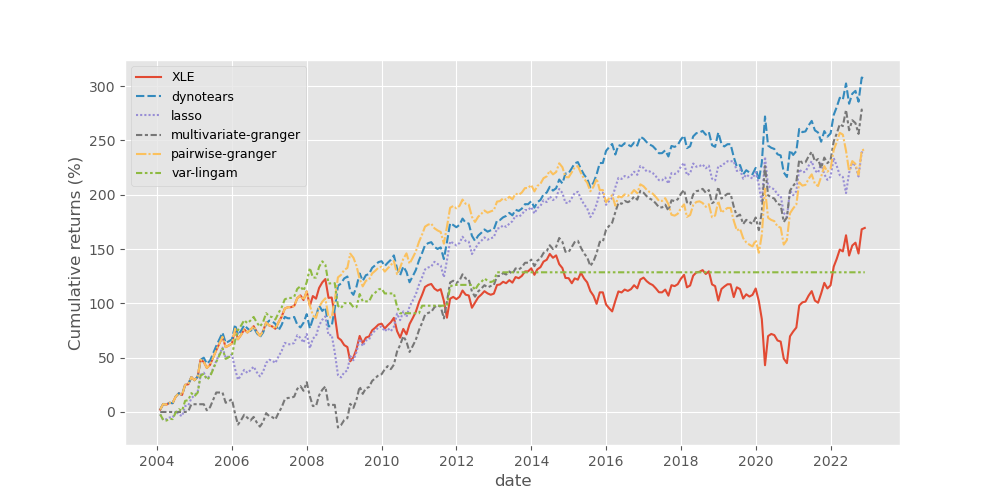 XLE
dynotears
lasso
multivariate-granger
pairwise-granger
var-lingam
Cumulative returns (%)
300
250
200
150
100
50
0
2004 2006 2008 2010 2012 2014 2016 2018 2020 2022
date